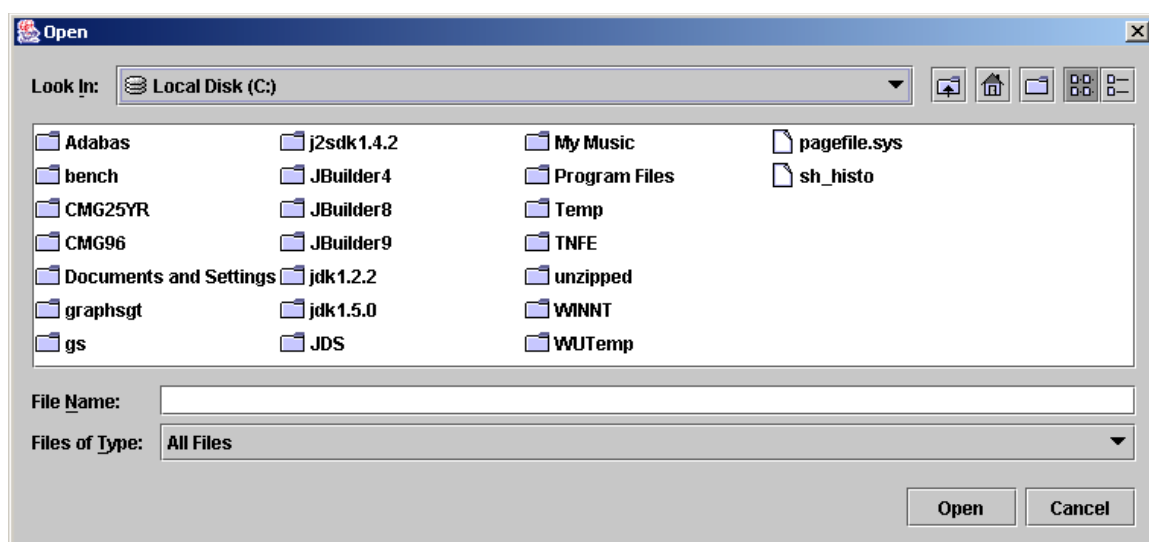 Open
Look In: Local Disk (C:)
Adabas j2sdk1.4.2 My Music pagefile.sys
bench JBuilder4 Program Files sh_histo
CMG25YR JBuilder8 Temp
CMG96 JBuilder9 TNFE
Documents and Settings jdk1.2.2 unzipped
graphsgt jdk1.5.0 WINNT
gs JDS WUTemp
File Name:
Files of Type: All Files
Open Cancel